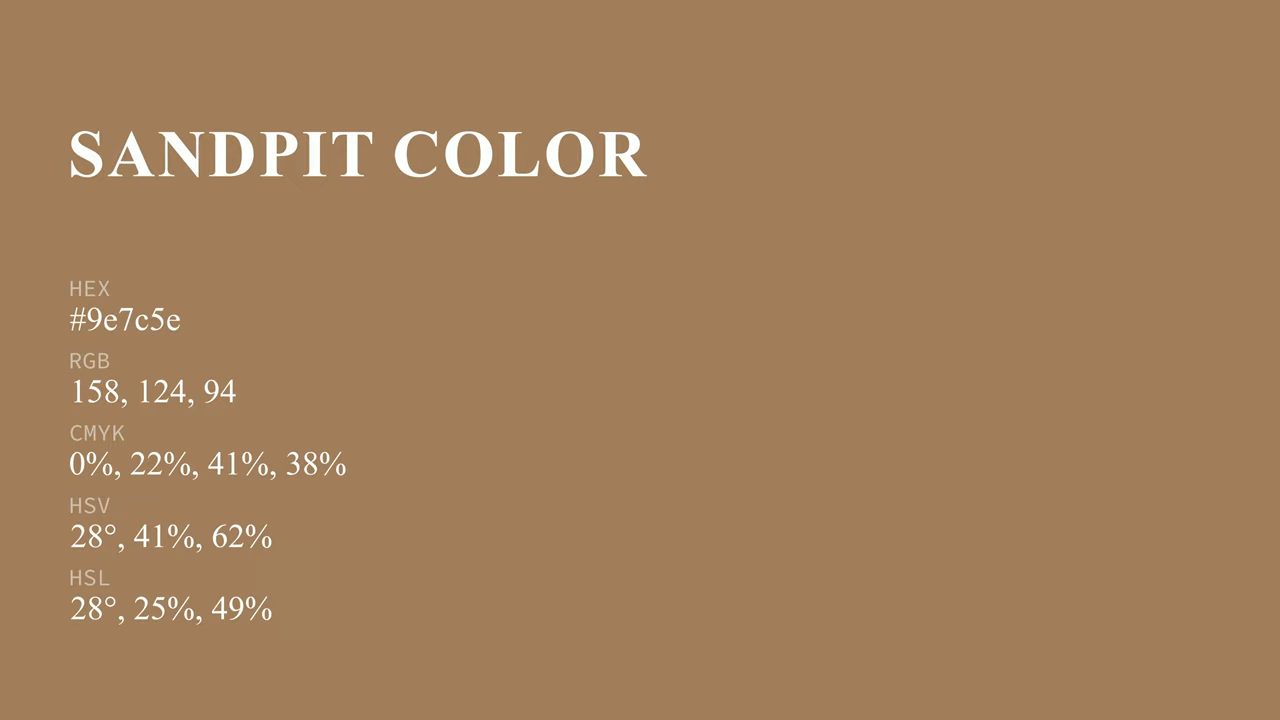 SANDPIT COLOR
HEX
#9e7c5e
RGB
158, 124, 94
CMYK
0%, 22%, 41%, 38%
HSV
28°, 41%, 62%
HSL
28°, 25%, 49%